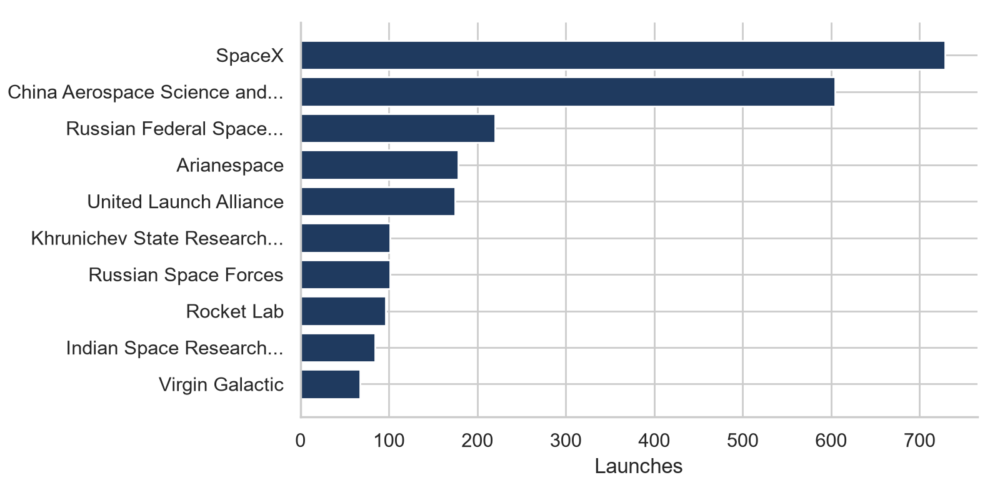 SpaceX
China Aerospace Science and...
Russian Federal Space...
Arianespace
United Launch Alliance
Khrunichev State Research...
Russian Space Forces
Rocket Lab
Indian Space Research...
Virgin Galactic
0 100 200 300 400 500 600 700
Launches